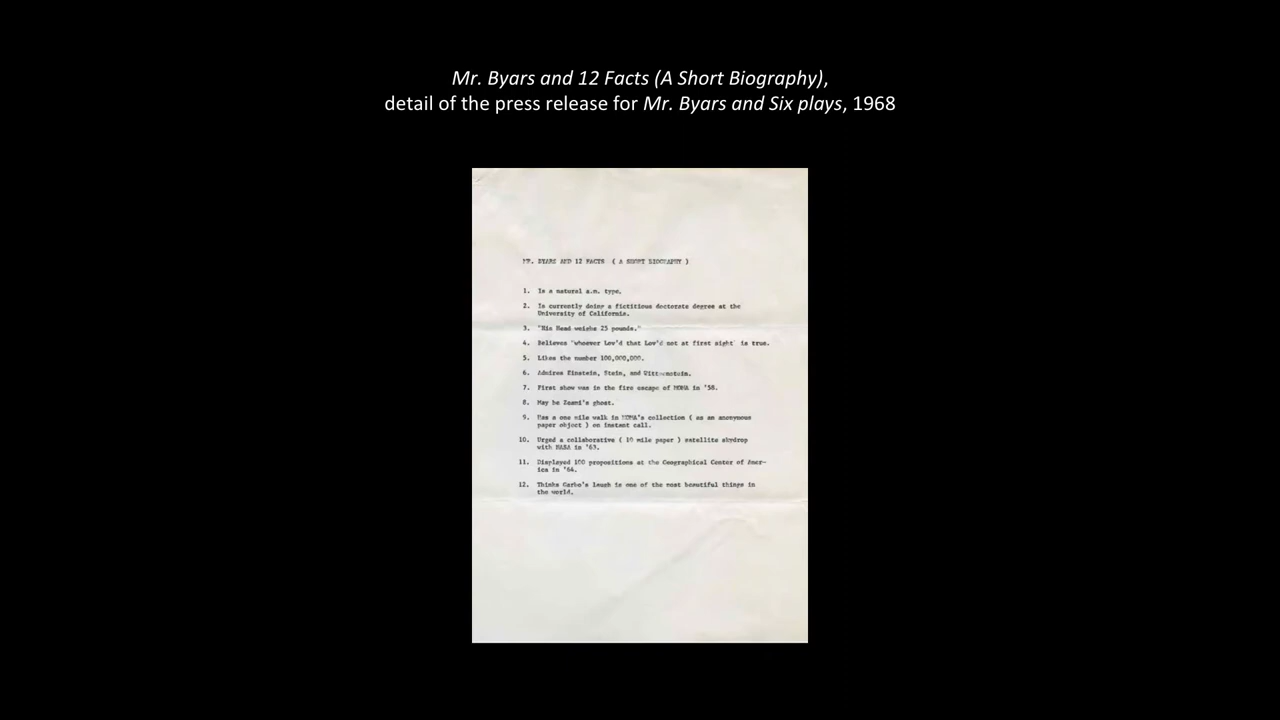 Mr. Byars and 12 Facts (A Short Biography),
detail of the press release for Mr. Byars and Six plays, 1968
MR. BYARS AND 12 FACTS ( A SHORT BIOGRAPHY )
1. Is a natural a.m. type.
2. Is currently doing a fictitious doctorate degree at the
University of California.
3. "His Head weighs 25 pounds."
4. Believes 'whoever Lov'd that Lov'd not at first sight' is true.
5. Likes the number 100,000,000.
6. Admires Einstein, Stein, and Wittgenstein.
7. First show was in the fire escape of MOMA in '58.
8. May be Zeami's ghost.
9. Has a one mile walk in MOMA's collection ( as an anonymous
paper object ) on instant call.
10. Urged a collaborative ( 10 mile paper ) satellite skydrop
with NASA in '63.
11. Displayed 100 propositions at the Geographical Center of Amer-
ica in '64.
12. Thinks Garbo's laugh is one of the most beautiful things in
the world.